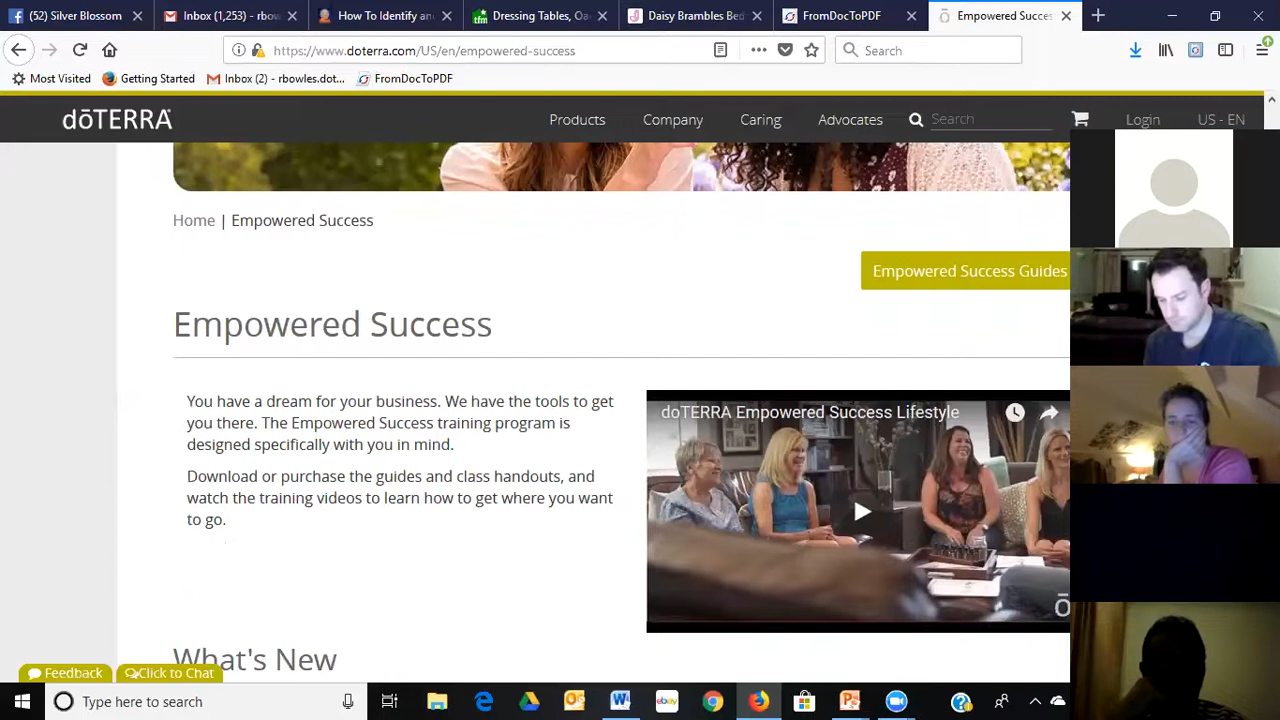 (52) Silver Blossom
Inbox (1,253) - rbow
How To Identify an
Dressing Tables, Oa
Daisy Brambles Bed
FromDocToPDF
Empowered Succes
https://www.doterra.com/US/en/empowered-success
Search
Most Visited
Getting Started
Inbox (2) - rbowles.dot...
FromDocToPDF
dōTERRA
Products
Company
Caring
Advocates
Search
Login
US - EN
Home | Empowered Success
Empowered Success Guides
Empowered Success
You have a dream for your business. We have the tools to get
you there. The Empowered Success training program is
designed specifically with you in mind.
Download or purchase the guides and class handouts, and
watch the training videos to learn how to get where you want
to go.
doTERRA Empowered Success Lifestyle
What's New
Feedback
Click to Chat
Type here to search
ebay